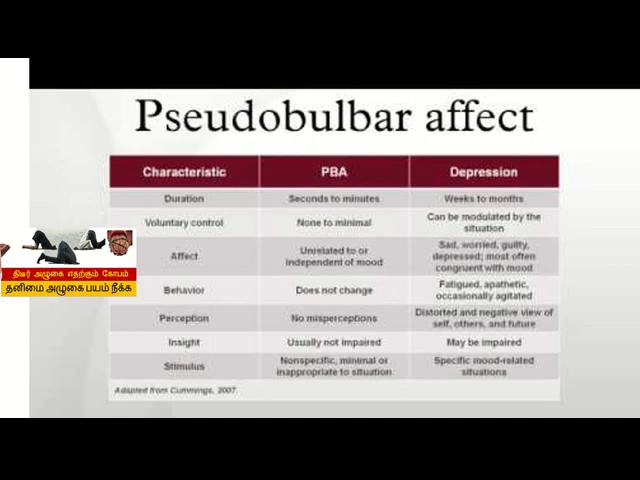 Pseudobulbar affect
Characteristic PBA Depression
Duration Seconds to minutes Weeks to months
Voluntary control None to minimal Can be modulated by the
situation
Affect Unrelated to or
independent of mood Sad, worried, guilty,
depressed; most often
congruent with mood
Behavior Does not change Fatigued, apathetic,
occasionally agitated
Perception No misperceptions Distorted and negative view of
self, others, and future
Insight Usually not impaired May be impaired
Stimulus Nonspecific, minimal or
inappropriate to situation Specific mood-related
situations
Adapted from Cummings, 2007.
திடீர் அழுகை எதற்கும் கோபம்
தனிமை அழுகை பயம் நீக்க